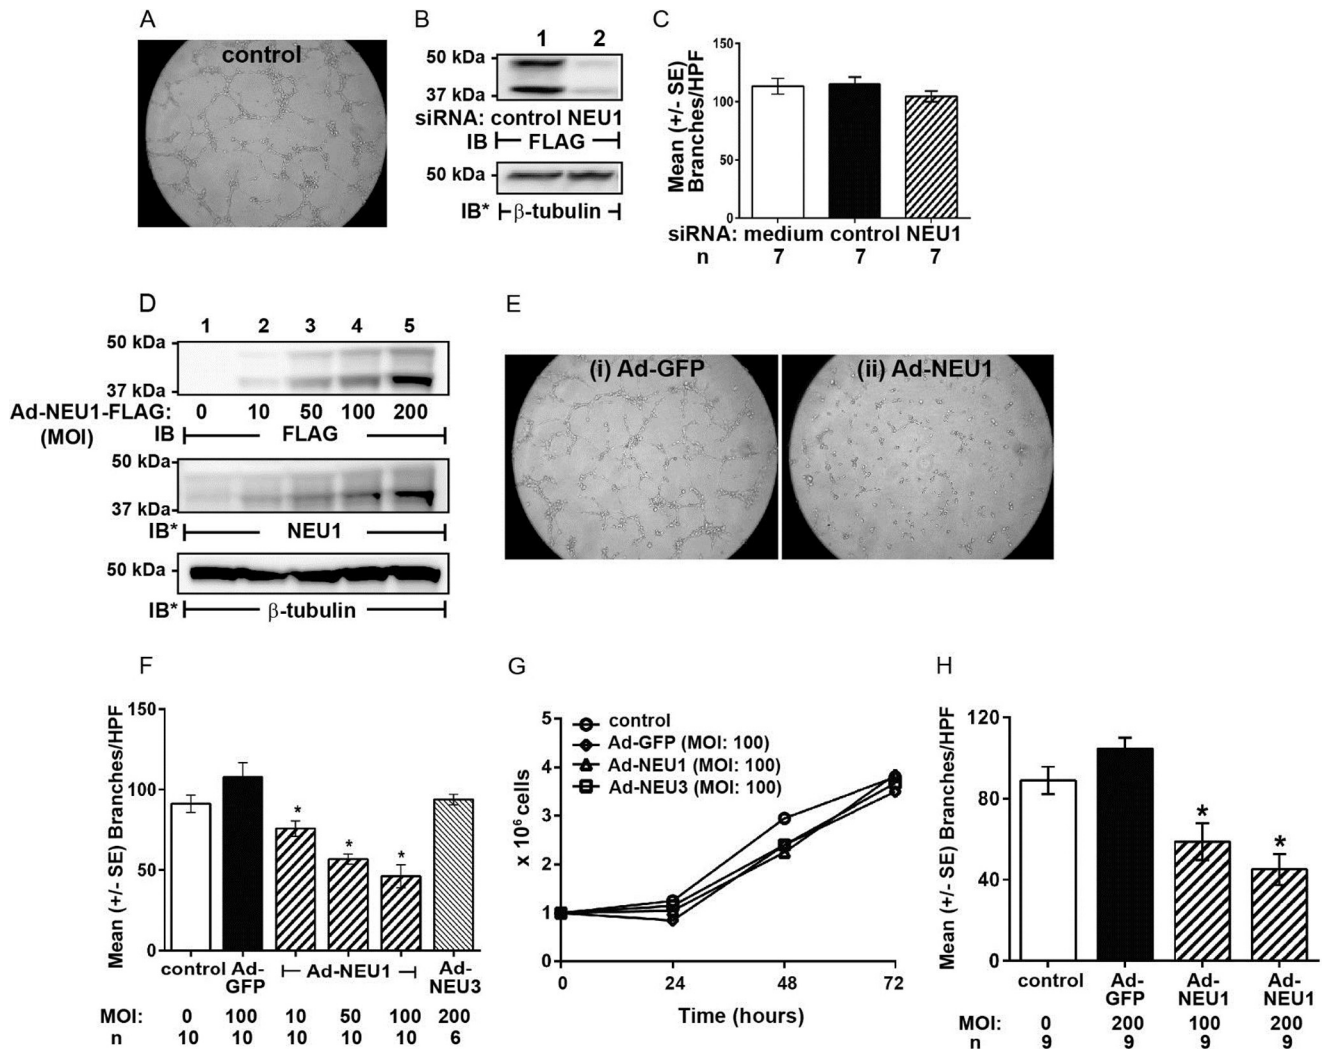 A
control
B
1 2
50 kDa
37 kDa
siRNA: control NEU1
IB FLAG
50 kDa
IB* β-tubulin
C
Mean (+/- SE)
Branches/HPF
150
100
50
0
siRNA: medium control NEU1
n 7 7 7
D
1 2 3 4 5
50 kDa
37 kDa
Ad-NEU1-FLAG: 0 10 50 100 200
(MOI) IB FLAG
50 kDa
37 kDa
IB* NEU1
50 kDa
IB* β-tubulin
E
(i) Ad-GFP (ii) Ad-NEU1
F
Mean (+/- SE) Branches/HPF
150
100
50
0
* * *
control Ad-GFP Ad-NEU1 Ad-NEU3
MOI: 0 100 10 50 100 200
n 10 10 10 10 10 6
G
x 10⁶ cells
5
4
3
2
1
0
control
Ad-GFP (MOI: 100)
Ad-NEU1 (MOI: 100)
Ad-NEU3 (MOI: 100)
0 24 48 72
Time (hours)
H
Mean (+/- SE) Branches/HPF
120
80
40
0
* *
control Ad-GFP Ad-NEU1 Ad-NEU1
MOI: 0 200 100 200
n 9 9 9 9